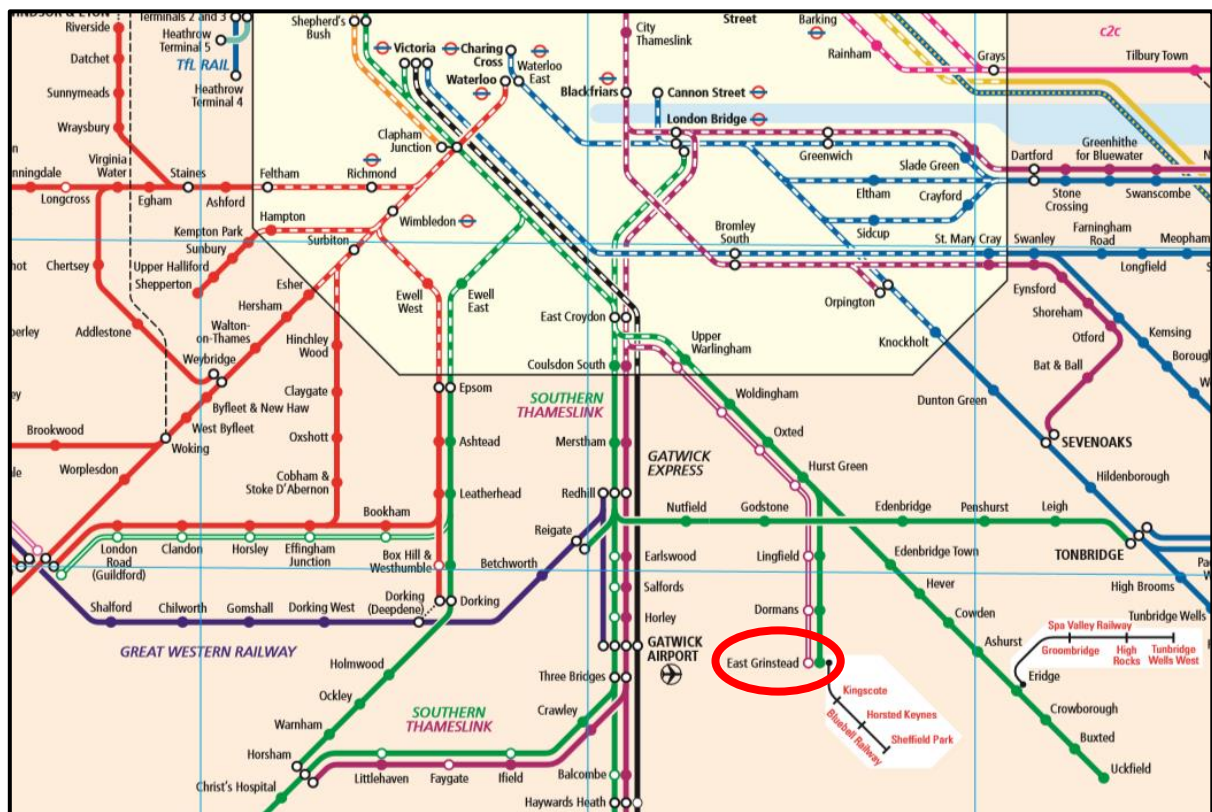 Riverside
Datchet
Sunnymeads
Wraysbury
Terminals 2 and 3
Heathrow
Terminal 5
TfL RAIL
Heathrow
Terminal 4
Shepherd's
Bush
Victoria
Charing
Cross
Waterloo
Waterloo
East
City
Thameslink
Street
Barking
Rainham
Grays
c2c
Tilbury Town
Blackfriars
Cannon Street
London Bridge
Clapham
Junction
Greenwich
Slade Green
Dartford
Greenhithe
for Bluewater
Virginia
Water
Staines
Longcross
Egham
Ashford
Feltham
Richmond
Eltham
Crayford
Stone
Crossing
Swanscombe
Hampton
Kempton Park
Sunbury
Upper Halliford
Shepperton
Surbiton
Wimbledon
Sidcup
Bromley
South
St. Mary Cray
Swanley
Farningham
Road
Meopham
Longfield
Chertsey
Addlestone
Esher
Hersham
Walton-
on-Thames
Weybridge
Ewell
West
Ewell
East
Orpington
Eynsford
Shoreham
Otford
Kemsing
Bat & Ball
East Croydon
Upper
Warlingham
Knockholt
Hinchley
Wood
Coulsdon South
Byfleet & New Haw
West Byfleet
Claygate
Epsom
SOUTHERN
THAMESLINK
Woldingham
Dunton Green
Brookwood
Woking
Oxshott
Ashtead
Merstham
Oxted
SEVENOAKS
Worplesdon
Cobham &
Stoke D'Abernon
Leatherhead
GATWICK
EXPRESS
Hurst Green
Hildenborough
Redhill
Bookham
Reigate
Nutfield
Godstone
Edenbridge
Penshurst
Leigh
London
Road
(Guildford)
Clandon
Horsley
Effingham
Junction
Box Hill &
Westhumble
Betchworth
Earlswood
Lingfield
Edenbridge Town
TONBRIDGE
High Brooms
Salfords
Hever
Shalford
Chilworth
Gomshall
Dorking West
Dorking
(Deepdene)
Dorking
Horley
Dormans
Cowden
Tunbridge Wells
GREAT WESTERN RAILWAY
GATWICK
AIRPORT
East Grinstead
Ashurst
Spa Valley Railway
Groombridge
High
Rocks
Tunbridge
Wells West
Eridge
Holmwood
Ockley
Three Bridges
Kingscote
Horsted Keynes
Bluebell Railway
Sheffield Park
Crowborough
Buxted
Uckfield
Warnham
SOUTHERN
THAMESLINK
Crawley
Horsham
Christ's Hospital
Littlehaven
Faygate
Ifield
Balcombe
Haywards Heath